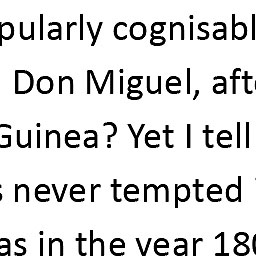 pularly cognisabl
Don Miguel, afte
Guinea? Yet I tell
never tempted
as in the year 180